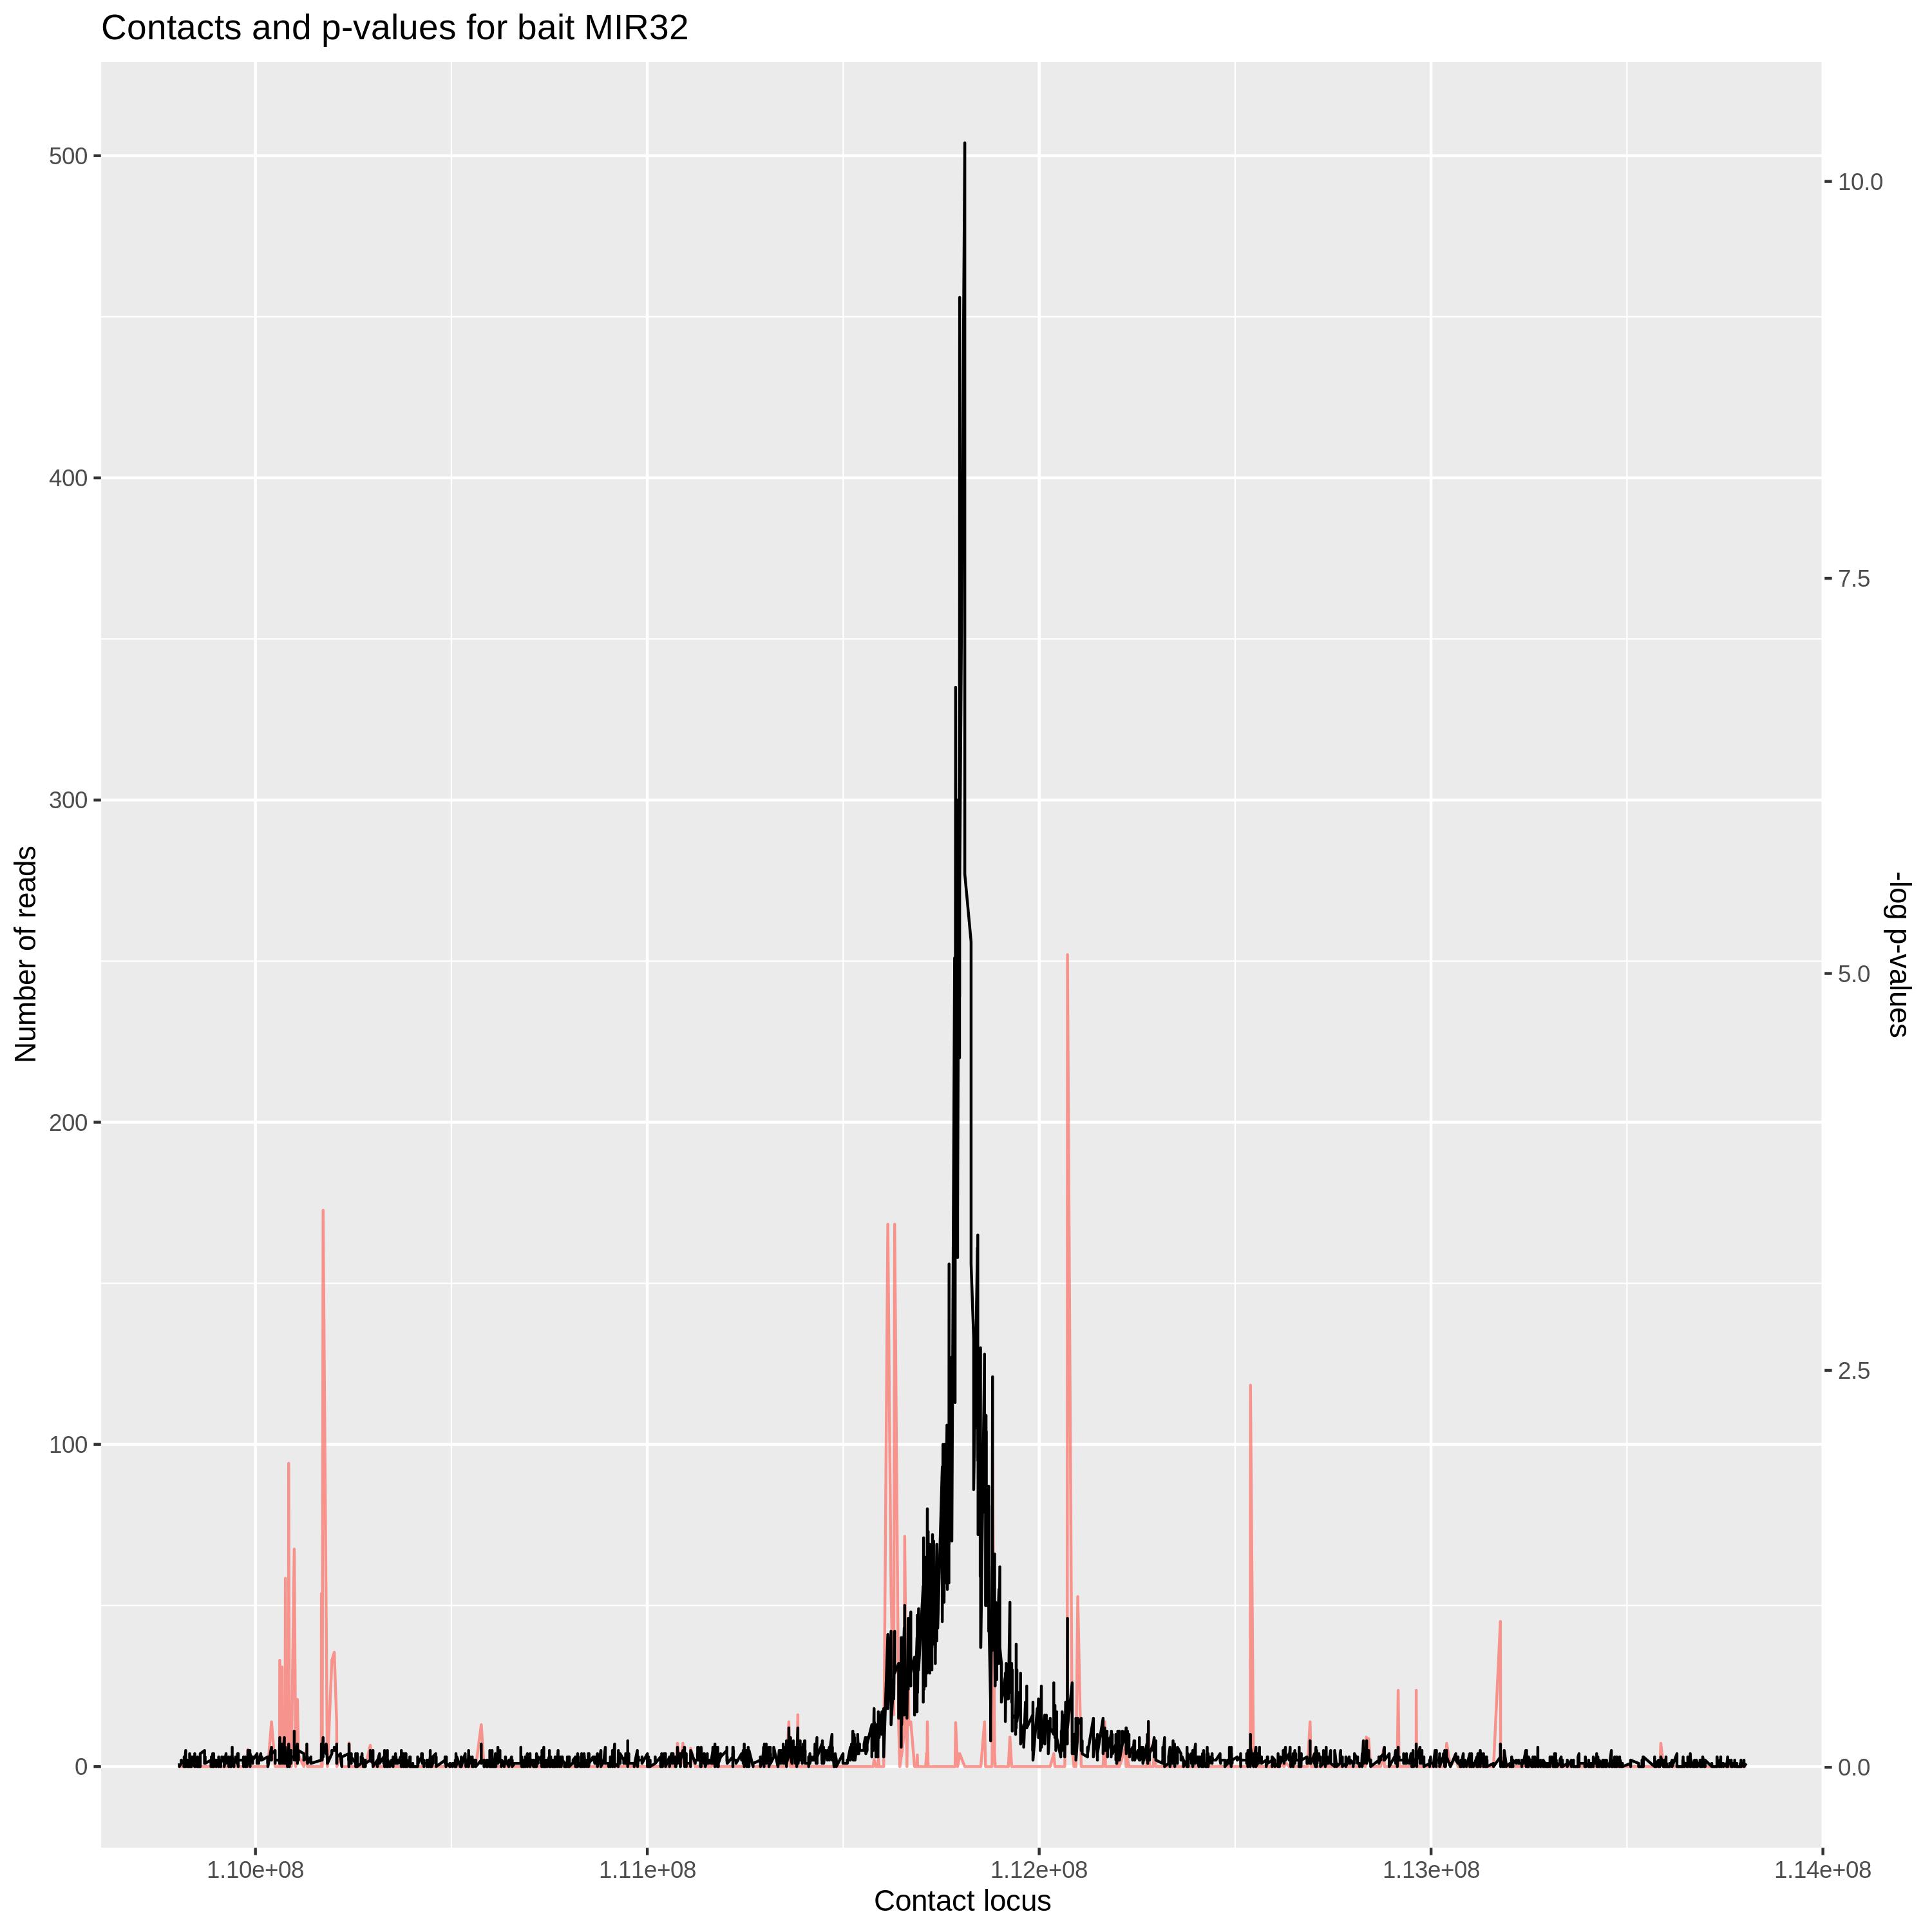 Contacts and p-values for bait MIR32
500
400
300
200
100
0
Number of reads
10.0
7.5
5.0
2.5
0.0
-log p-values
1.10e+08 1.11e+08 1.12e+08 1.13e+08 1.14e+08
Contact locus